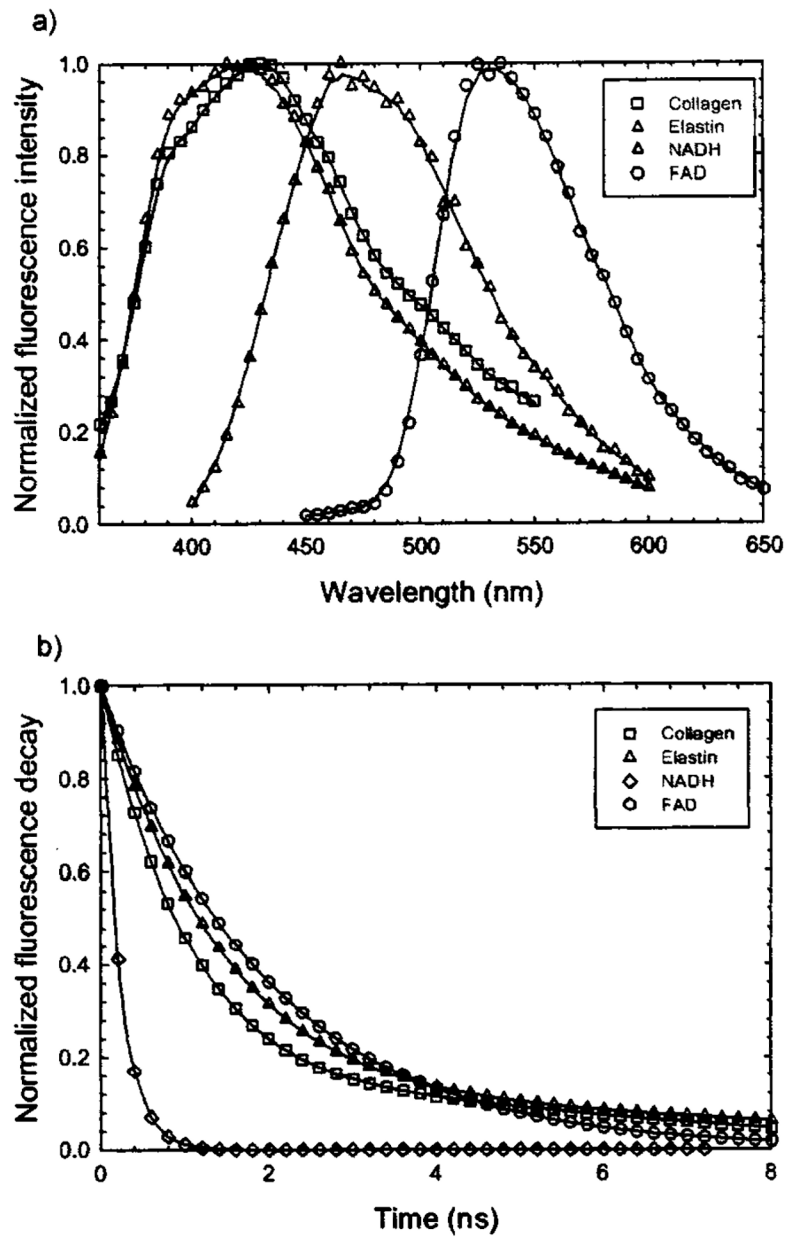 a)
Normalized fluorescence intensity
1.0
0.8
0.6
0.4
0.2
0.0
Collagen
Elastin
NADH
FAD
400
450
500
550
600
650
Wavelength (nm)
b)
Normalized fluorescence decay
1.0
0.8
0.6
0.4
0.2
0.0
Collagen
Elastin
NADH
FAD
0
2
4
6
8
Time (ns)